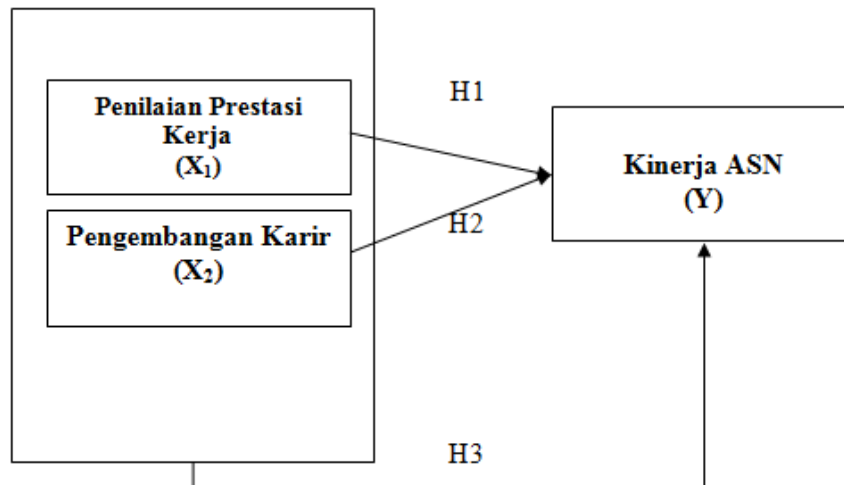 H1
Penilaian Prestasi
Kerja
(X₁)
Kinerja ASN
(Y)
Pengembangan Karir
(X₂)
H2
H3